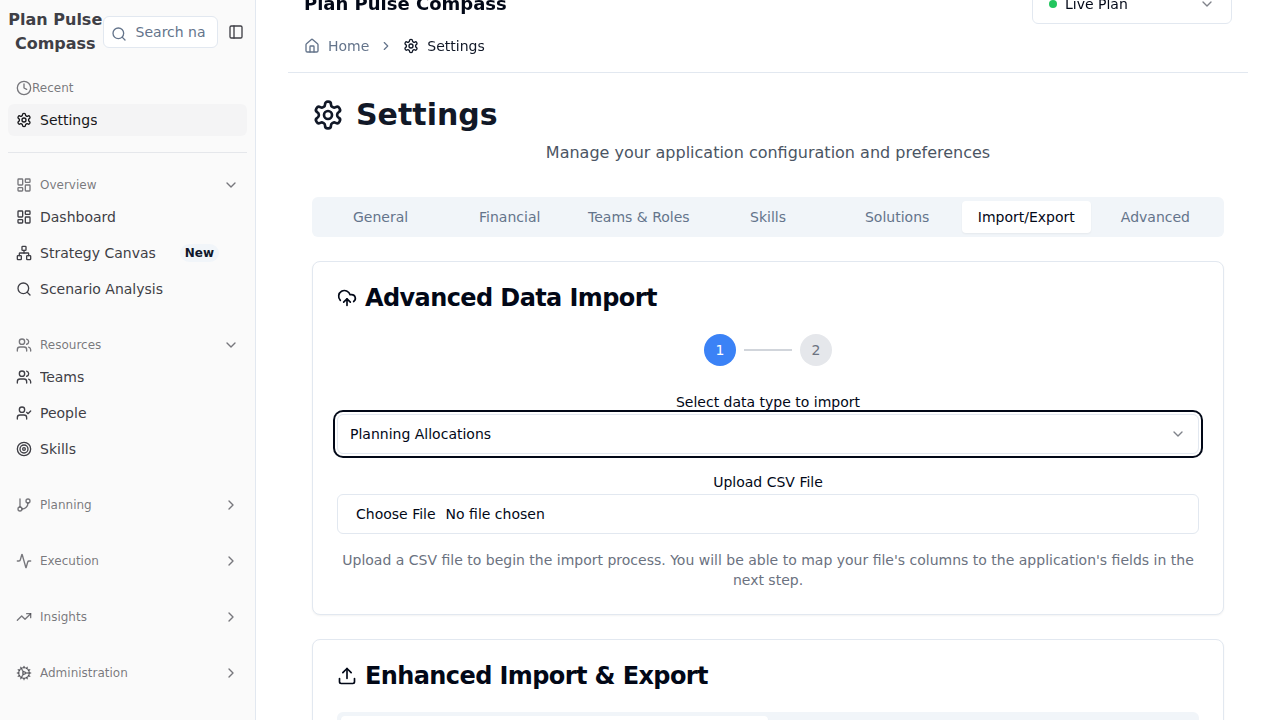 Plan Pulse
Compass
Search na
Recent
Settings
Overview
Dashboard
Strategy Canvas New
Scenario Analysis
Resources
Teams
People
Skills
Planning
Execution
Insights
Administration
Plan Pulse Compass
Live Plan
Home > Settings
Settings
Manage your application configuration and preferences
General Financial Teams & Roles Skills Solutions Import/Export Advanced
Advanced Data Import
1 2
Select data type to import
Planning Allocations
Upload CSV File
Choose File No file chosen
Upload a CSV file to begin the import process. You will be able to map your file's columns to the application's fields in the
next step.
Enhanced Import & Export